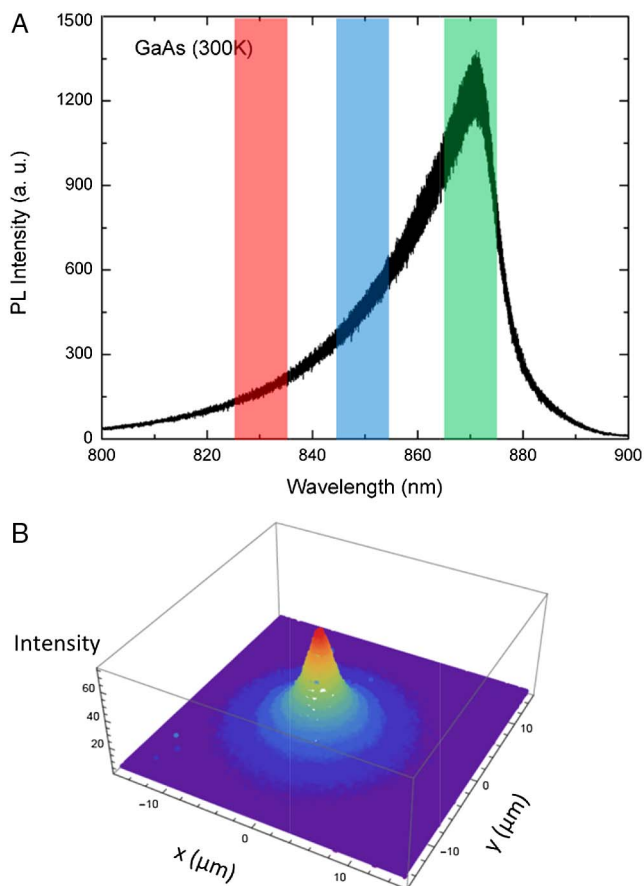 A
GaAs (300K)
1500
1200
900
600
300
0
PL Intensity (a. u.)
800 820 840 860 880 900
Wavelength (nm)
B
Intensity
60
40
20
-10
0
10
x (μm)
10
0
-10
y (μm)